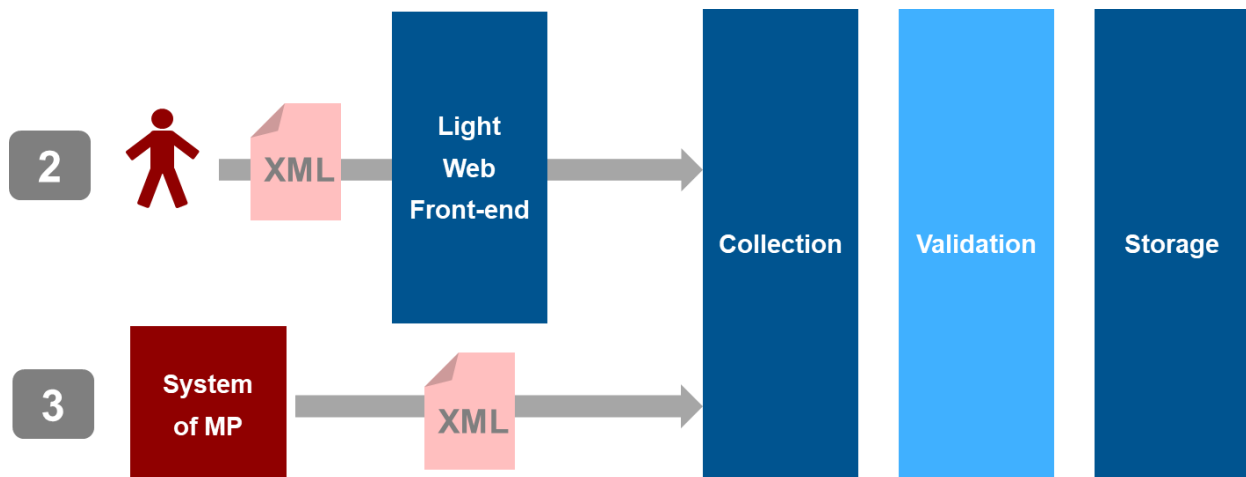 2
XML
Light
Web
Front-end
Collection
Validation
Storage
3
System
of MP
XML